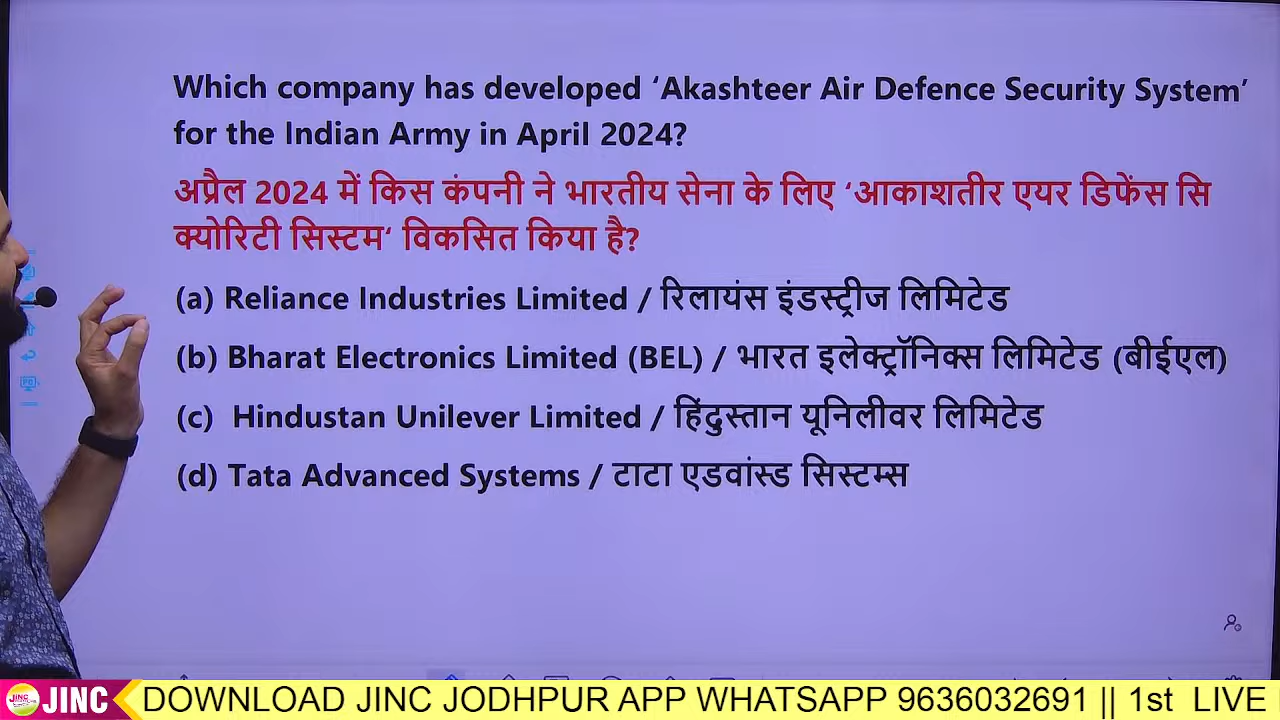 Which company has developed ‘Akashteer Air Defence Security System’
for the Indian Army in April 2024?
अप्रैल 2024 में किस कंपनी ने भारतीय सेना के लिए ‘आकाशतीर एयर डिफेंस सि
क्योरिटी सिस्टम‘ विकसित किया है?
(a) Reliance Industries Limited / रिलायंस इंडस्ट्रीज लिमिटेड
(b) Bharat Electronics Limited (BEL) / भारत इलेक्ट्रॉनिक्स लिमिटेड (बीईएल)
(c) Hindustan Unilever Limited / हिंदुस्तान यूनिलीवर लिमिटेड
(d) Tata Advanced Systems / टाटा एडवांस्ड सिस्टम्स
JINC DOWNLOAD JINC JODHPUR APP WHATSAPP 9636032691 || 1st LIVE